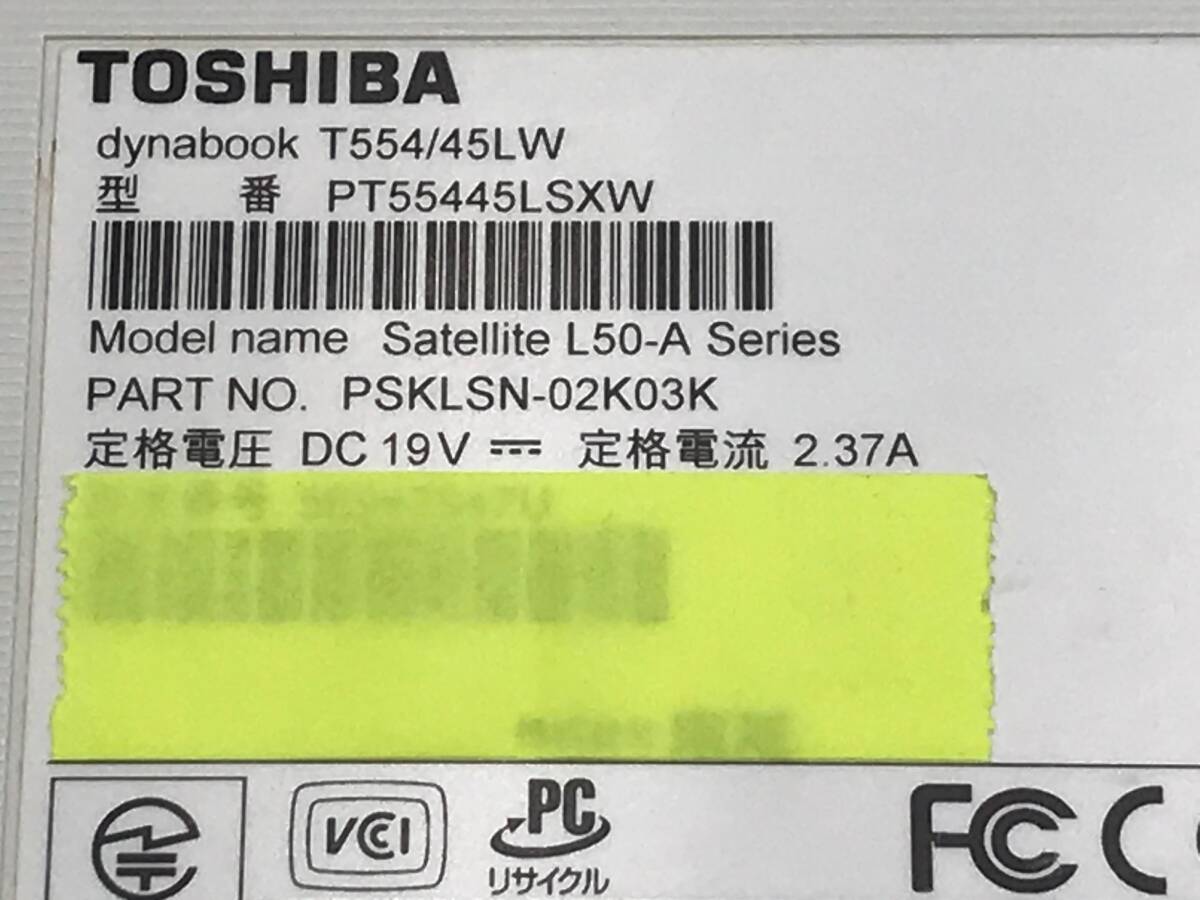 TOSHIBA
dynabook T554/45LW
型 番 PT55445LSXW
Model name Satellite L50-A Series
PART NO. PSKLSN-02K03K
定格電圧 DC 19V ⎓ 定格電流 2.37A
VCCI PC FC C
リサイクル